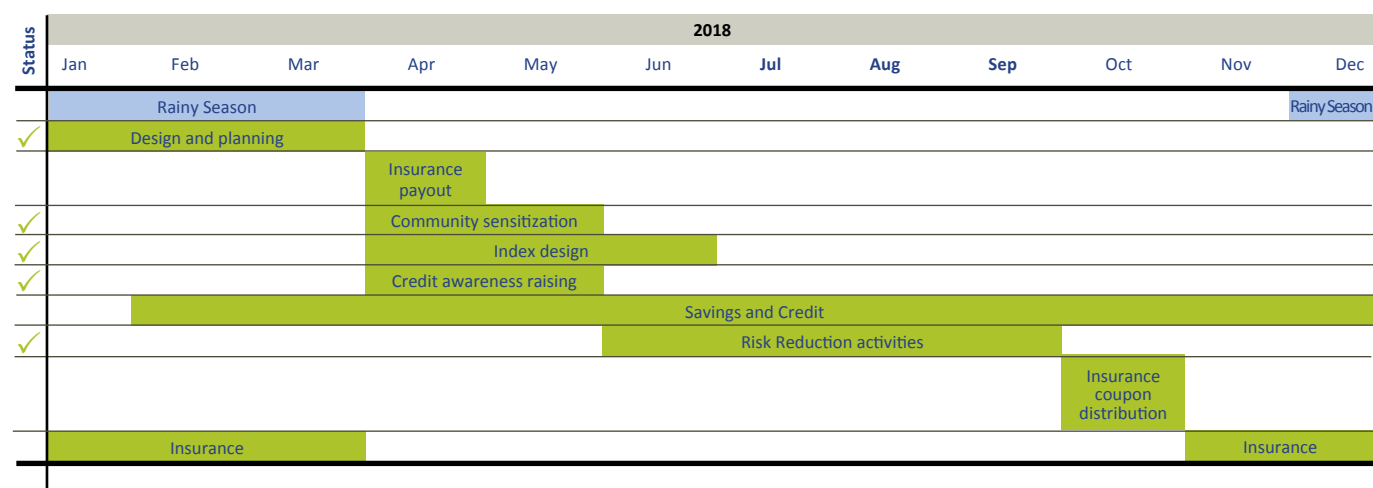 2018
Status
Jan Feb Mar Apr May Jun Jul Aug Sep Oct Nov Dec
Rainy Season Rainy Season
Design and planning
Insurance
payout
Community sensitization
Index design
Credit awareness raising
Savings and Credit
Risk Reduction activities
Insurance
coupon
distribution
Insurance Insurance